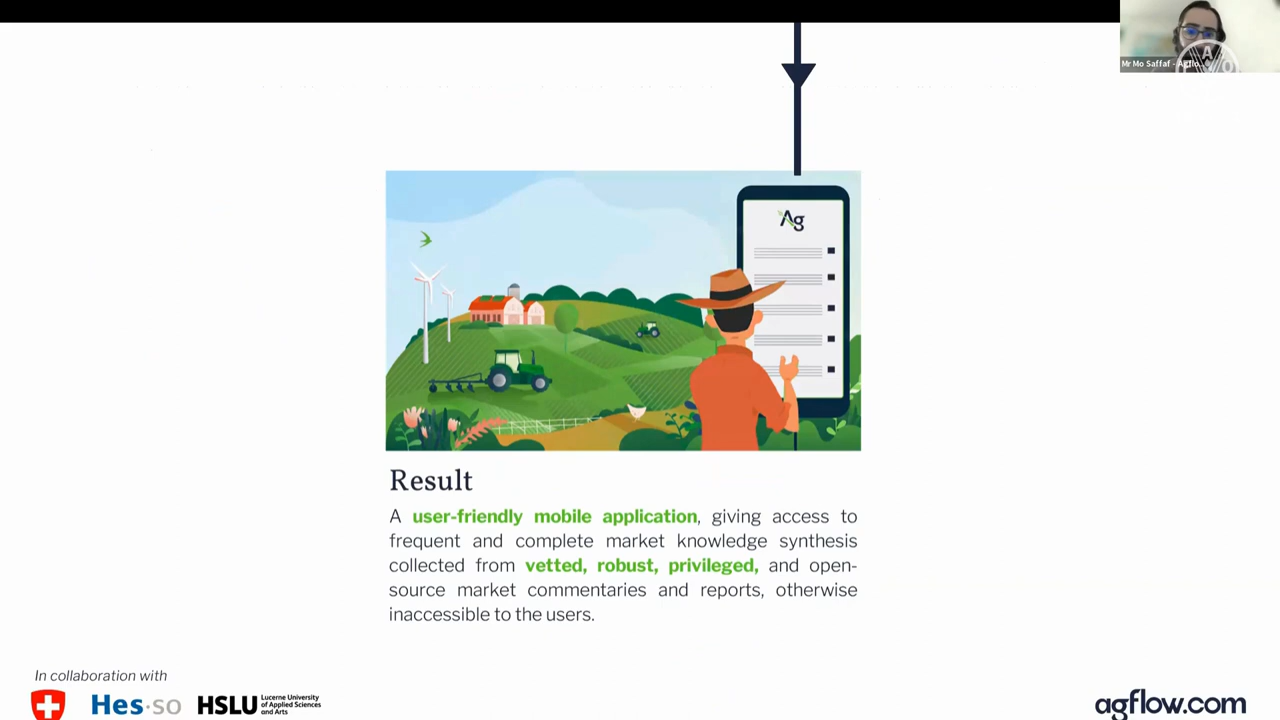 Mr Mo Saffaf - Agflo...
Ag
Result
A user-friendly mobile application, giving access to
frequent and complete market knowledge synthesis
collected from vetted, robust, privileged, and open-
source market commentaries and reports, otherwise
inaccessible to the users.
In collaboration with
Hes·so
HSLU Lucerne University
of Applied Sciences
and Arts
agflow.com